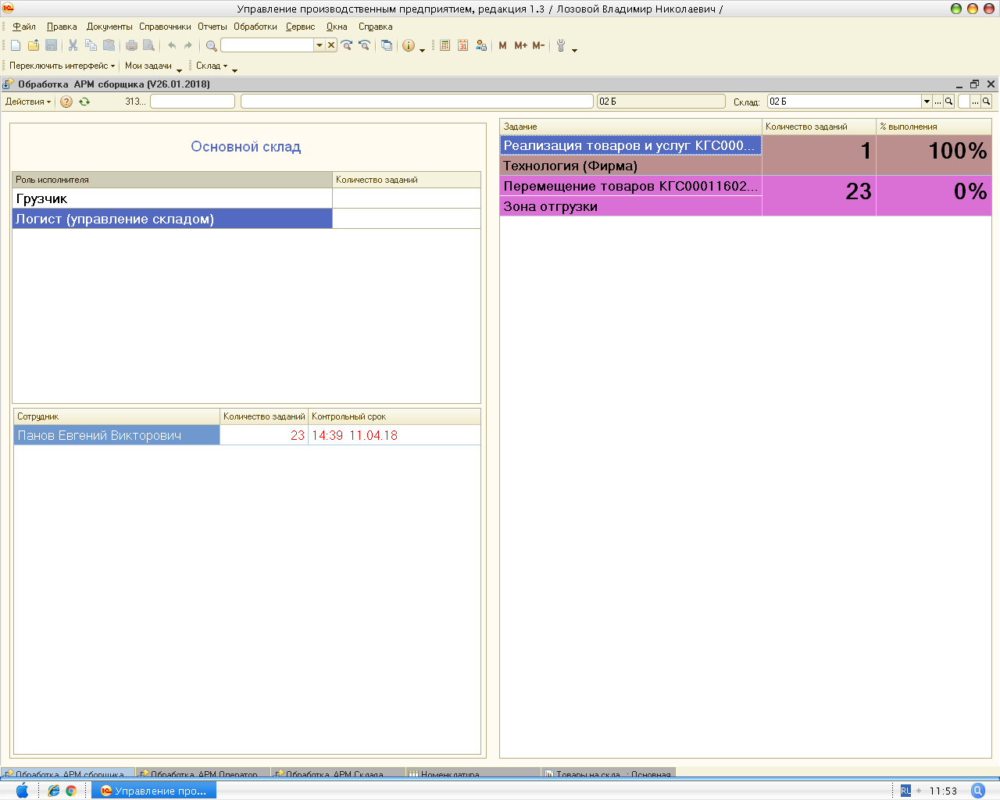 Управление производственным предприятием, редакция 1.3 / Лозовой Владимир Николаевич /
Файл Правка Документы Справочники Отчеты Обработки Сервис Окна Справка
31 M M+ M-
Переключить интерфейс Мои задачи Склад
Обработка АРМ сборщика (V26.01.2018)
Действия ? 313... 02 Б Склад: 02 Б ... ...
Основной склад
Роль исполнителя Количество заданий
Грузчик
Логист (управление складом)
Сотрудник Количество заданий Контрольный срок
Панов Евгений Викторович 23 14:39 11.04.18
Задание Количество заданий % выполнения
Реализация товаров и услуг КГС000... 1 100%
Технология (Фирма)
Перемещение товаров КГС00011602... 23 0%
Зона отгрузки
Обработка АРМ сборщика Обработка АРМ Оператор Обработка АРМ Склада Номенклатура Товары на скла...: Основная
Управление про... RU 11:53